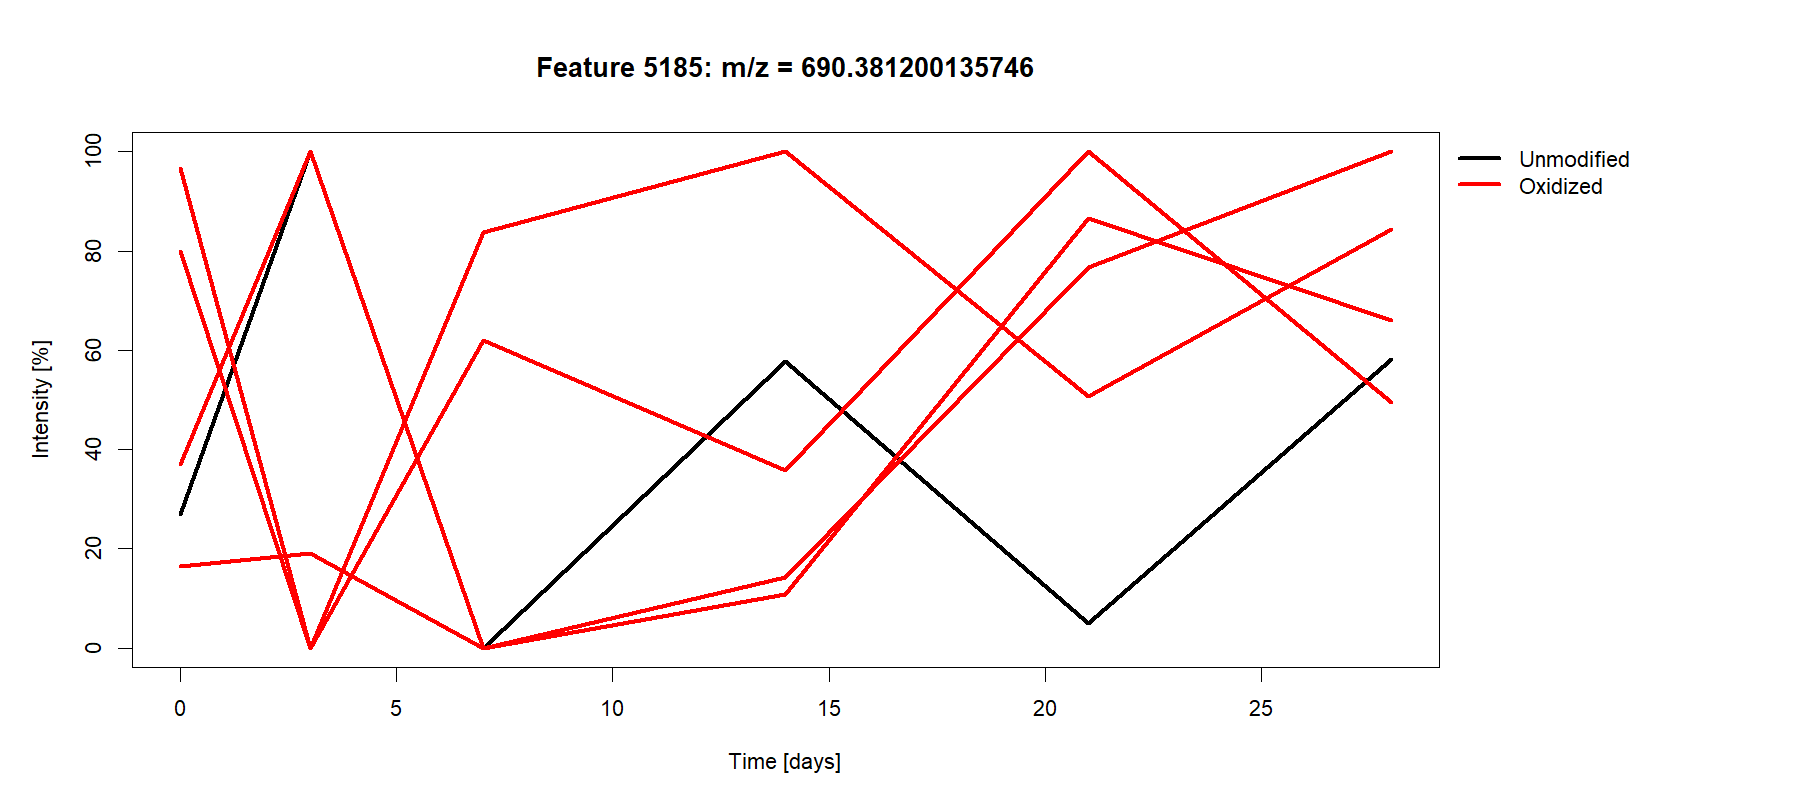 Feature 5185: m/z = 690.381200135746
Unmodified
Oxidized
Intensity [%]
100
80
60
40
20
0
0 5 10 15 20 25
Time [days]